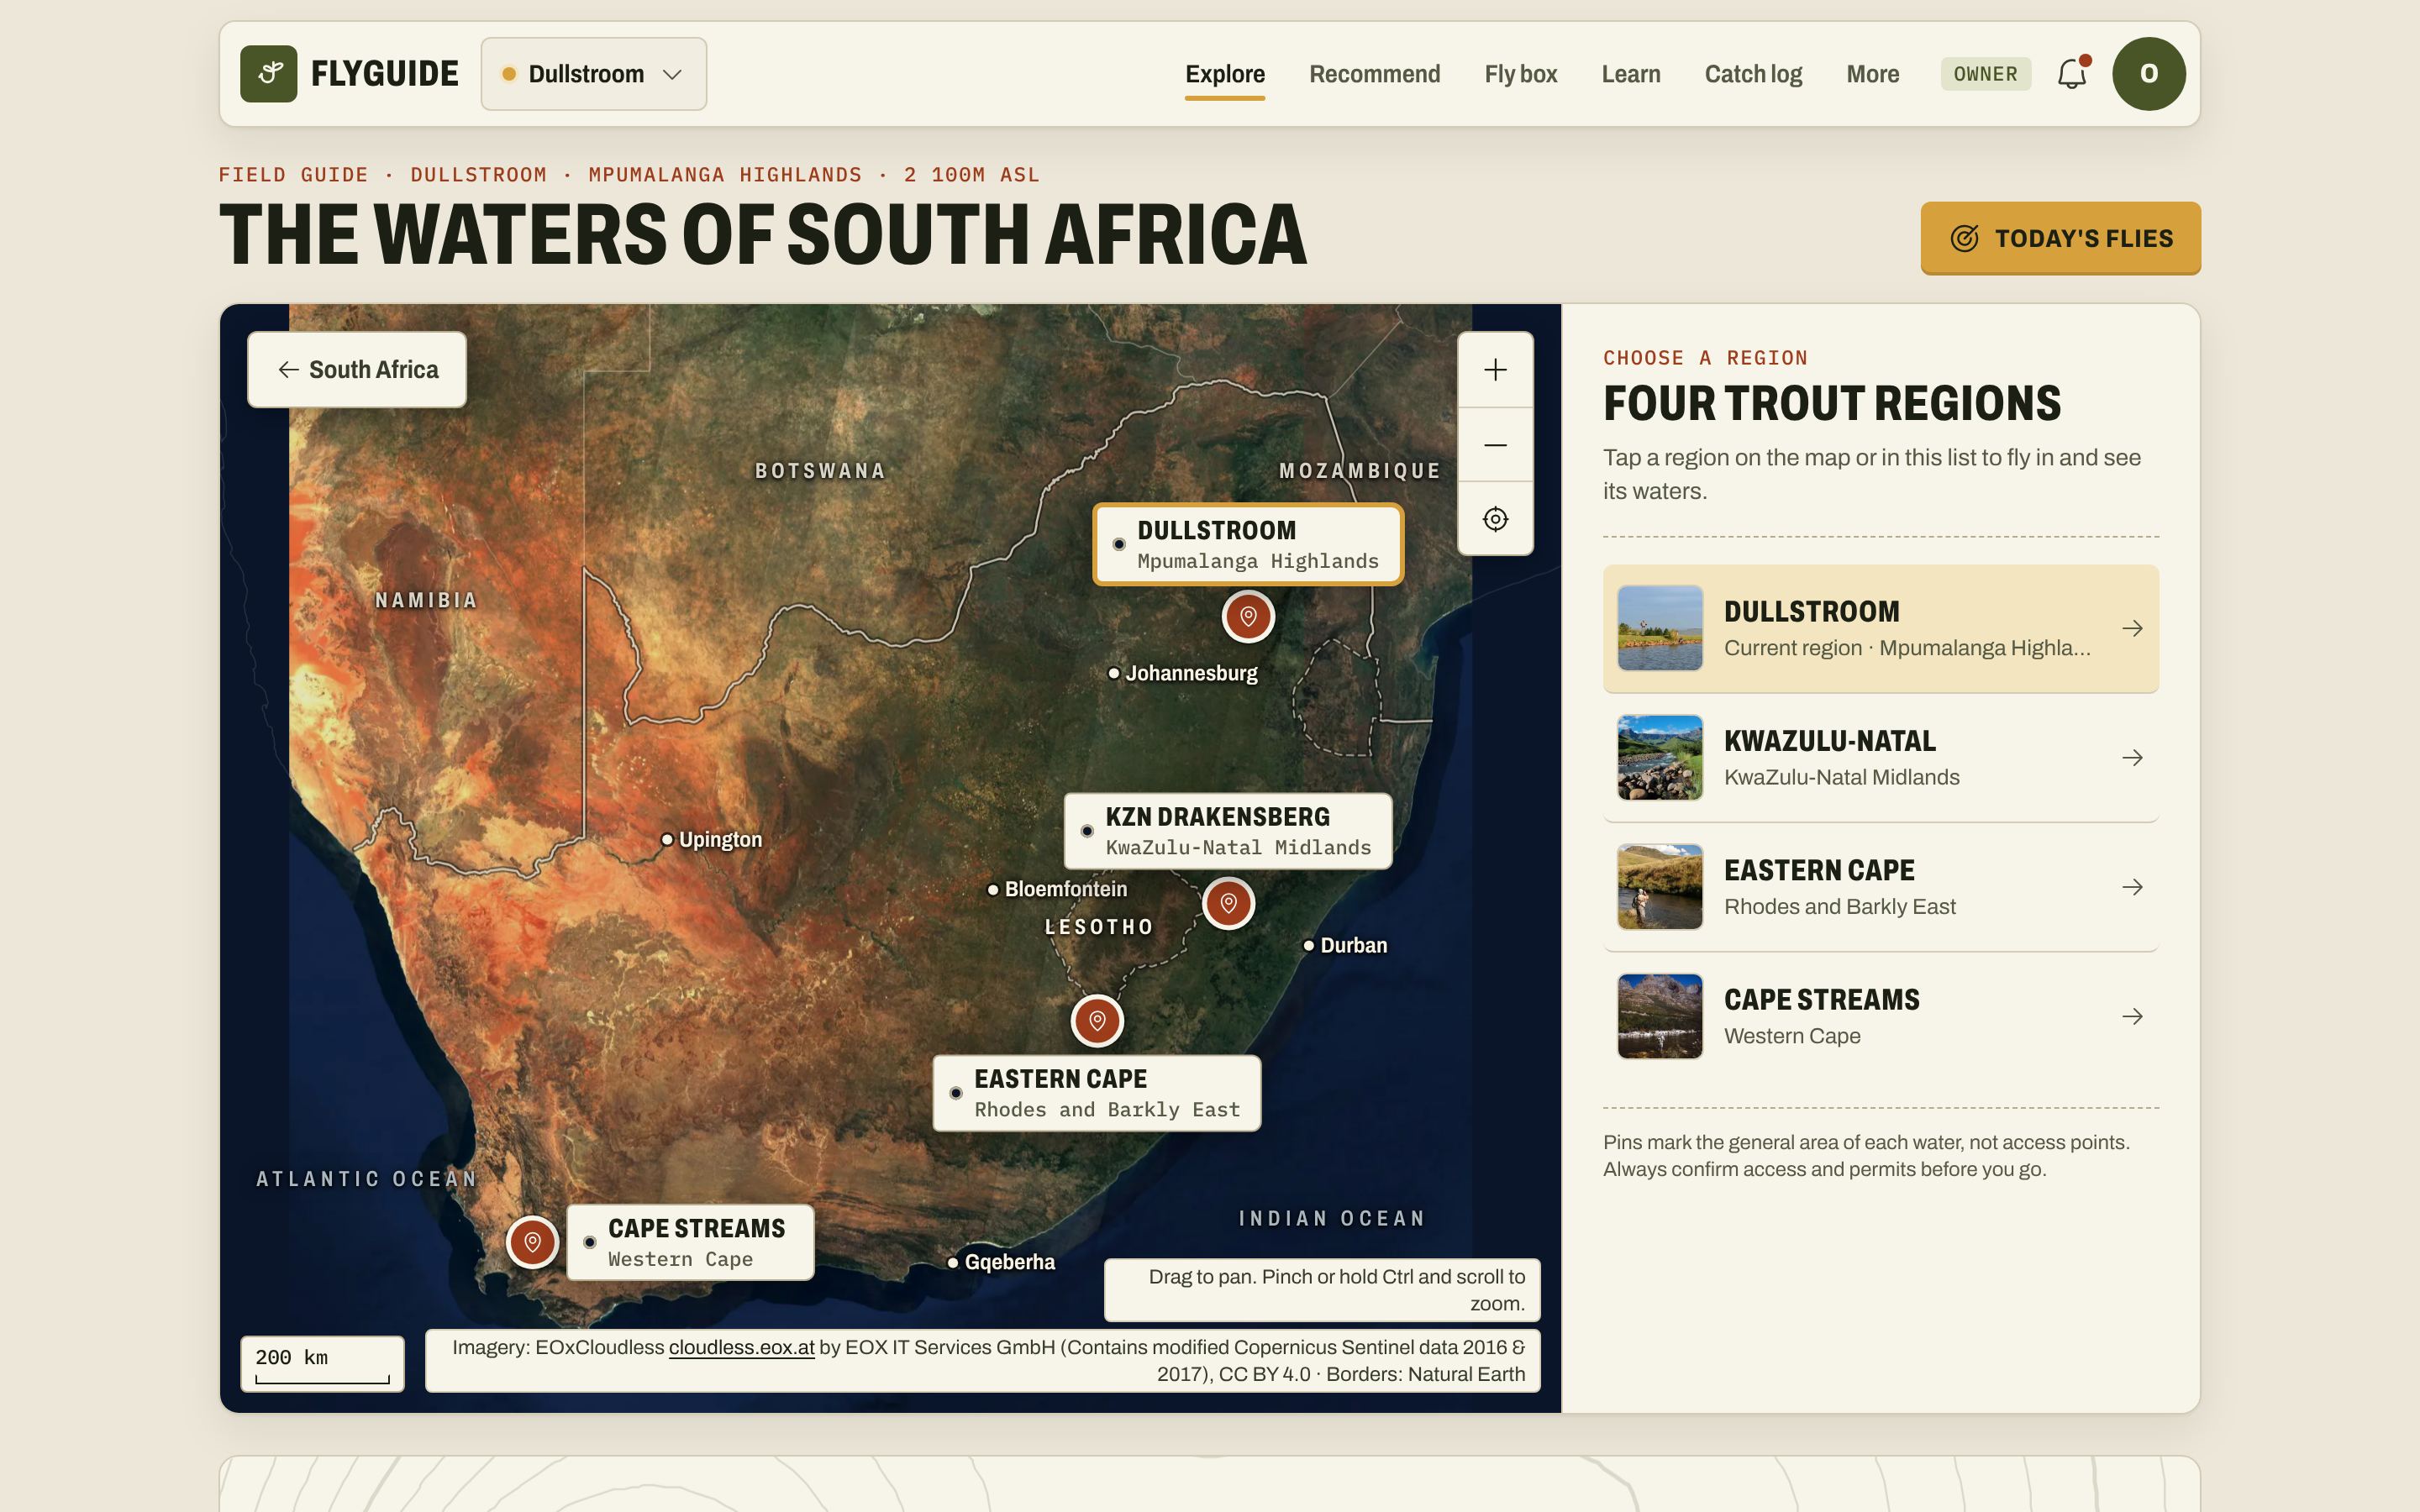 FLYGUIDE
Dullstroom
Explore
Recommend
Fly box
Learn
Catch log
More
OWNER
O
FIELD GUIDE · DULLSTROOM · MPUMALANGA HIGHLANDS · 2 100M ASL
THE WATERS OF SOUTH AFRICA
TODAY'S FLIES
South Africa
BOTSWANA
MOZAMBIQUE
DULLSTROOM
Mpumalanga Highlands
NAMIBIA
Johannesburg
KZN DRAKENSBERG
KwaZulu-Natal Midlands
Upington
Bloemfontein
LESOTHO
Durban
EASTERN CAPE
Rhodes and Barkly East
ATLANTIC OCEAN
INDIAN OCEAN
CAPE STREAMS
Western Cape
Gqeberha
Drag to pan. Pinch or hold Ctrl and scroll to
zoom.
200 km
Imagery: EOxCloudless cloudless.eox.at by EOX IT Services GmbH (Contains modified Copernicus Sentinel data 2016 &
2017), CC BY 4.0 · Borders: Natural Earth
CHOOSE A REGION
FOUR TROUT REGIONS
Tap a region on the map or in this list to fly in and see
its waters.
DULLSTROOM
Current region · Mpumalanga Highla...
KWAZULU-NATAL
KwaZulu-Natal Midlands
EASTERN CAPE
Rhodes and Barkly East
CAPE STREAMS
Western Cape
Pins mark the general area of each water, not access points.
Always confirm access and permits before you go.